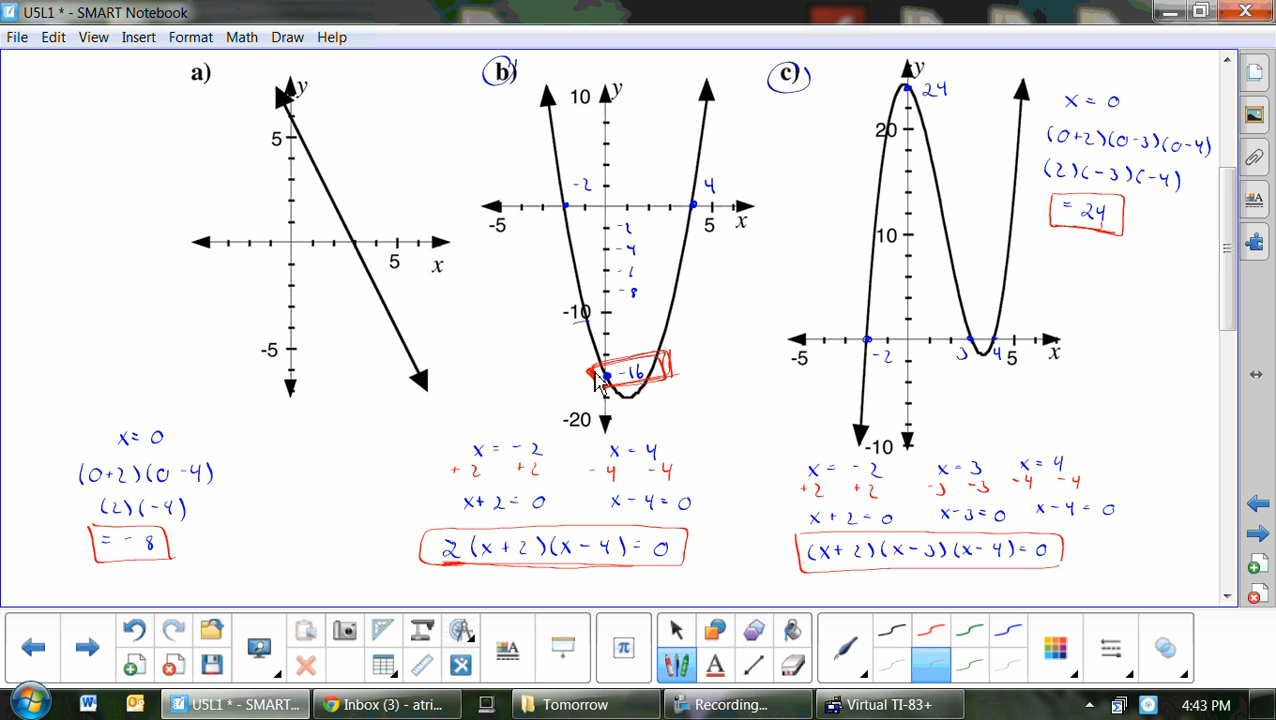 U5L1 * - SMART Notebook
File Edit View Insert Format Math Draw Help
a)
y
5
5
x
-5
x = 0
(0+2)(0-4)
(2)(-4)
= -8
b)
10
y
-2
4
-5
5
x
-2
-4
-6
-8
-10
-16
-20
x = -2
+2 +2
x+2 = 0
x = 4
-4 -4
x-4 = 0
2(x+2)(x-4) = 0
c)
y
24
20
10
-2
3
4
-5
5
x
-10
x = 0
(0+2)(0-3)(0-4)
(2)(-3)(-4)
= 24
x = -2
+2 +2
x+2 = 0
x = 3
-3 -3
x-3 = 0
x = 4
-4 -4
x-4 = 0
(x+2)(x-3)(x-4) = 0
π
A
U5L1 * - SMART...
Inbox (3) - atri...
Tomorrow
Recording...
Virtual TI-83+
4:43 PM